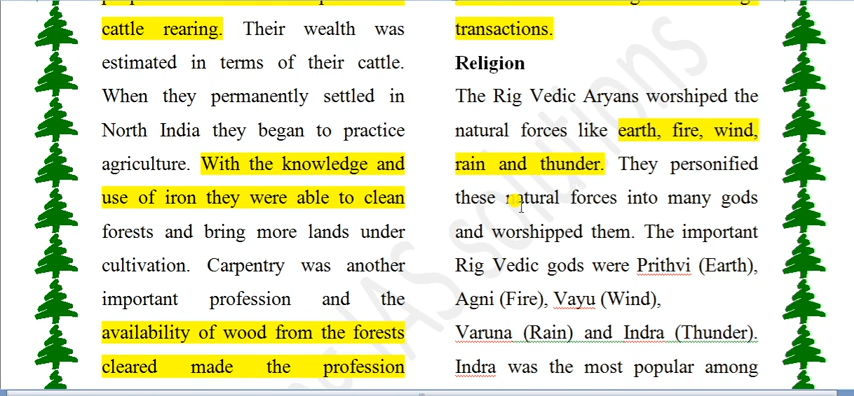 cattle rearing. Their wealth was
estimated in terms of their cattle.
When they permanently settled in
North India they began to practice
agriculture. With the knowledge and
use of iron they were able to clean
forests and bring more lands under
cultivation. Carpentry was another
important profession and the
availability of wood from the forests
cleared made the profession
transactions.
Religion
The Rig Vedic Aryans worshiped the
natural forces like earth, fire, wind,
rain and thunder. They personified
these natural forces into many gods
and worshipped them. The important
Rig Vedic gods were Prithvi (Earth),
Agni (Fire), Vayu (Wind),
Varuna (Rain) and Indra (Thunder).
Indra was the most popular among
IAS solutions